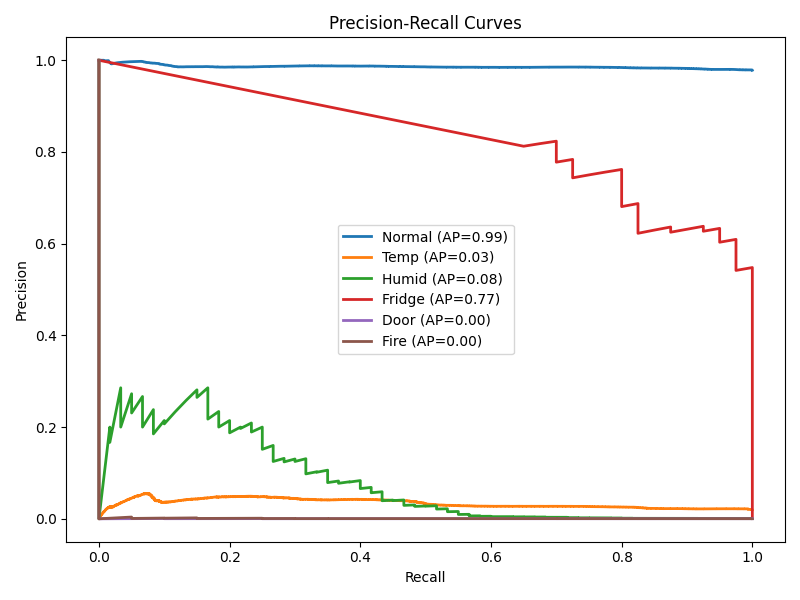 Precision-Recall Curves
Precision
1.0
0.8
0.6
0.4
0.2
0.0
Normal (AP=0.99)
Temp (AP=0.03)
Humid (AP=0.08)
Fridge (AP=0.77)
Door (AP=0.00)
Fire (AP=0.00)
0.0 0.2 0.4 0.6 0.8 1.0
Recall